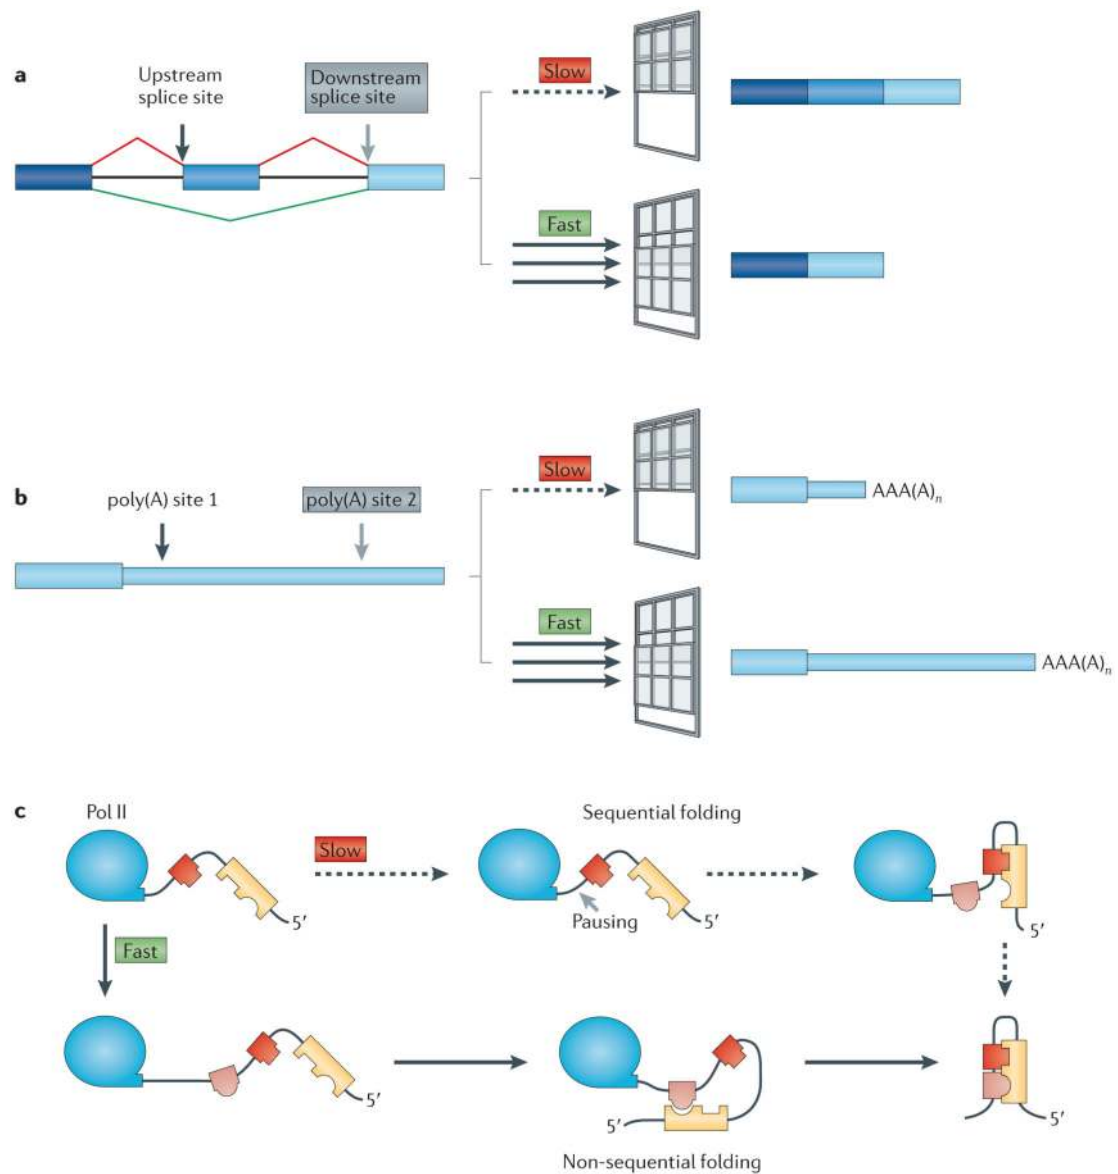 a
Upstream
splice site
Downstream
splice site
Slow
Fast
b
poly(A) site 1
poly(A) site 2
Slow
AAA(A)n
Fast
AAA(A)n
c
Pol II
Slow
Sequential folding
5′
Pausing
5′
5′
Fast
5′
5′
Non-sequential folding